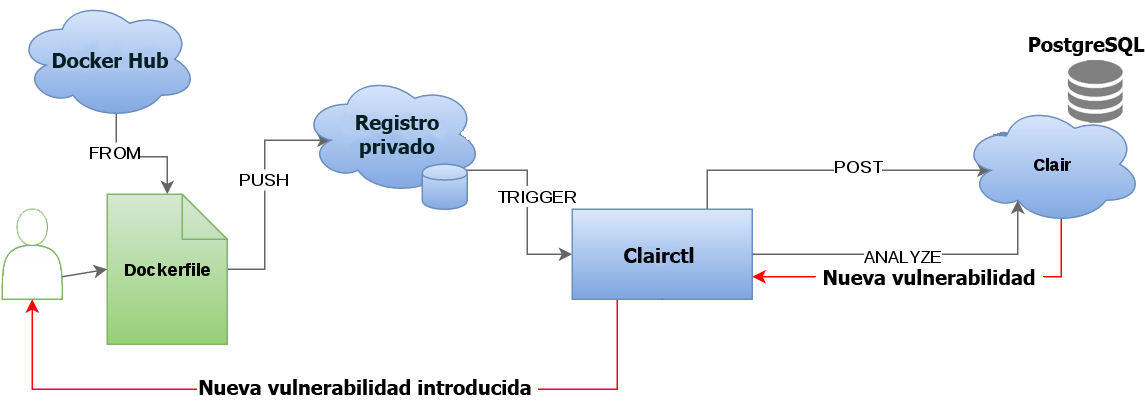 Docker Hub
FROM
Dockerfile
PUSH
Registro
privado
TRIGGER
Clairctl
POST
ANALYZE
PostgreSQL
Clair
Nueva vulnerabilidad
Nueva vulnerabilidad introducida